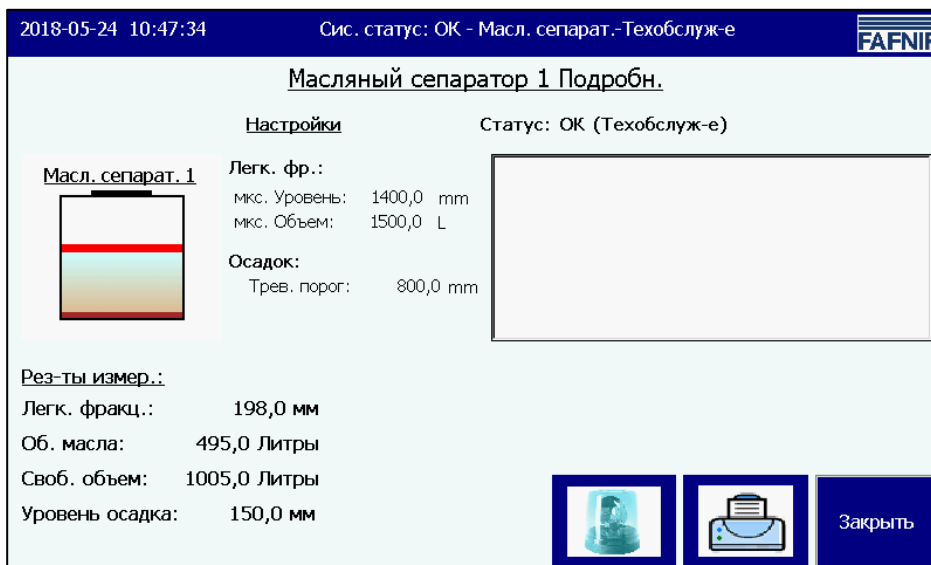 2018-05-24 10:47:34 Сис. статус: ОК - Масл. сепарат.-Техобслуж-е FAFNIR
Масляный сепаратор 1 Подробн.
Настройки Статус: ОК (Техобслуж-е)
Масл. сепарат. 1
Легк. фр.:
мкс. Уровень: 1400,0 mm
мкс. Объем: 1500,0 L
Осадок:
Трев. порог: 800,0 mm
Рез-ты измер.:
Легк. фракц.: 198,0 мм
Об. масла: 495,0 Литры
Своб. объем: 1005,0 Литры
Уровень осадка: 150,0 мм
Закрыть